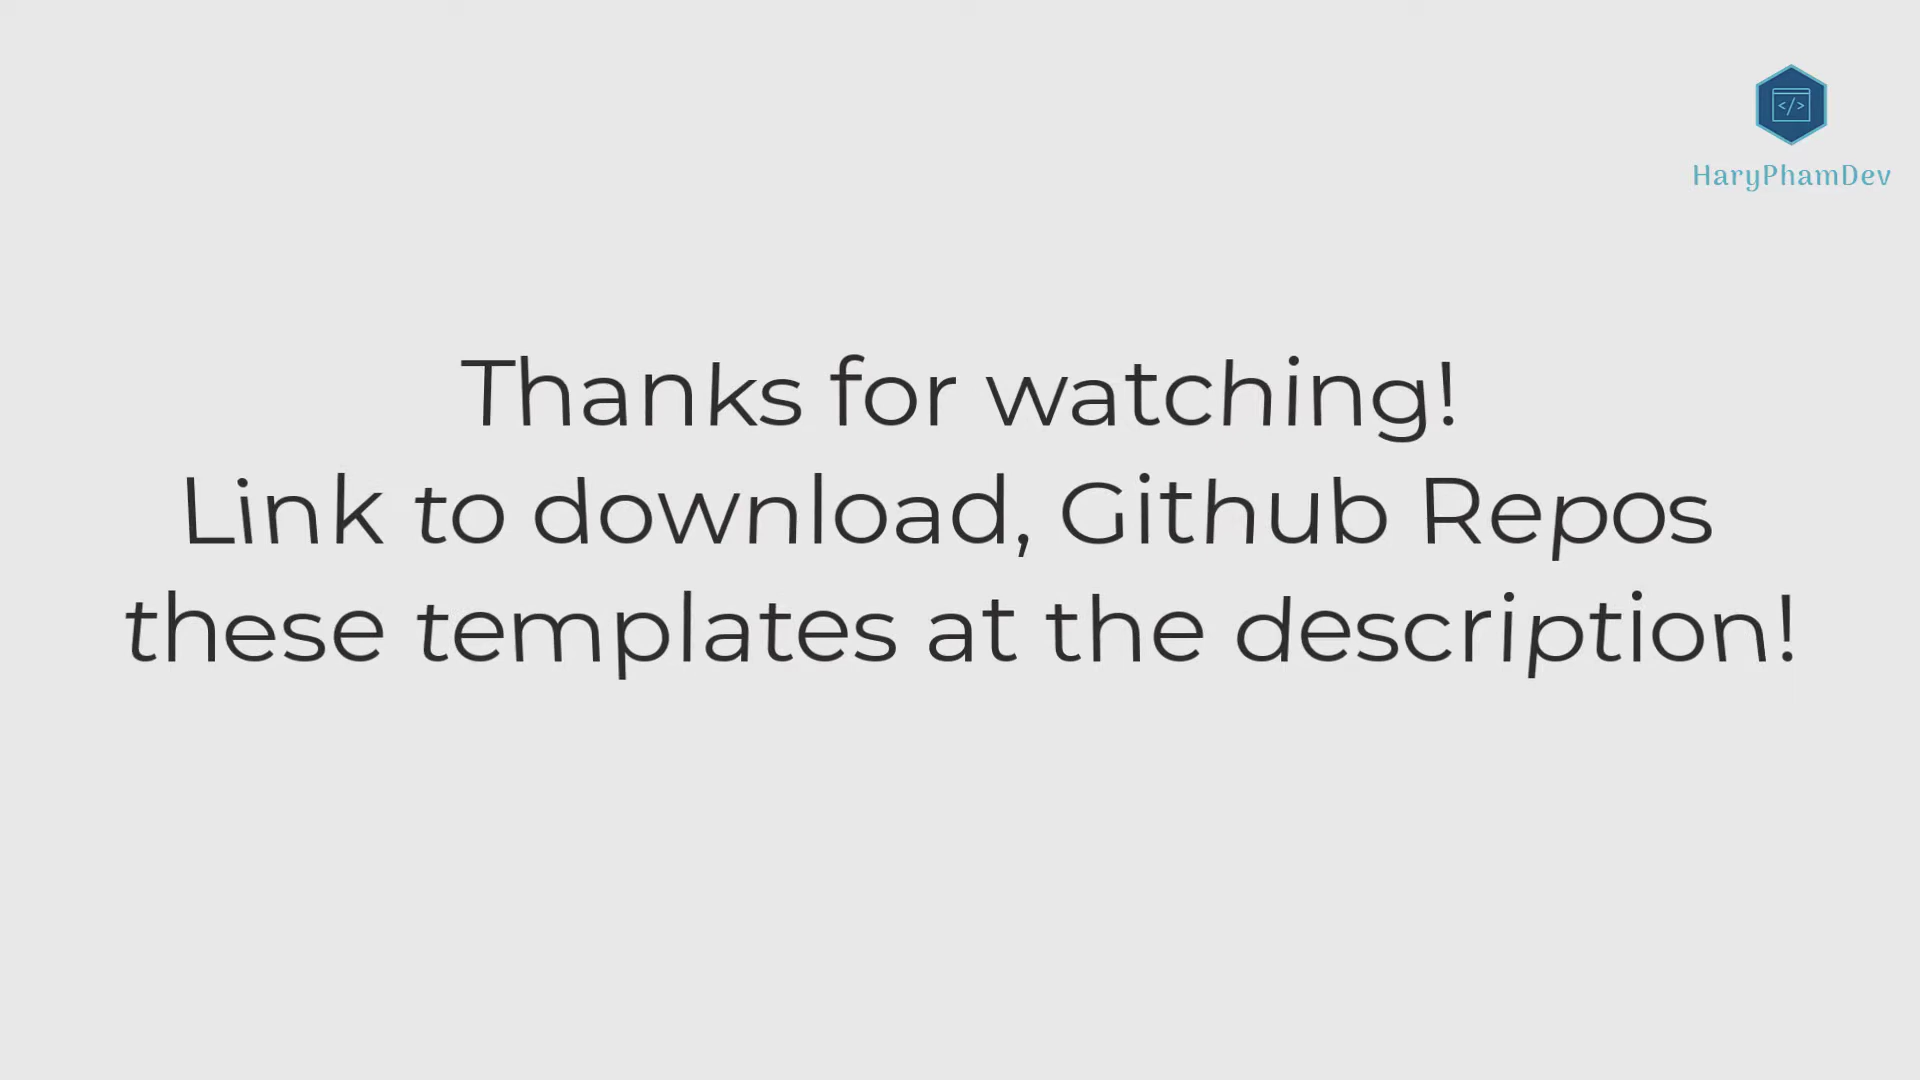 </>
HaryPhamDev
Thanks for watching!
Link to download, Github Repos
these templates at the description!